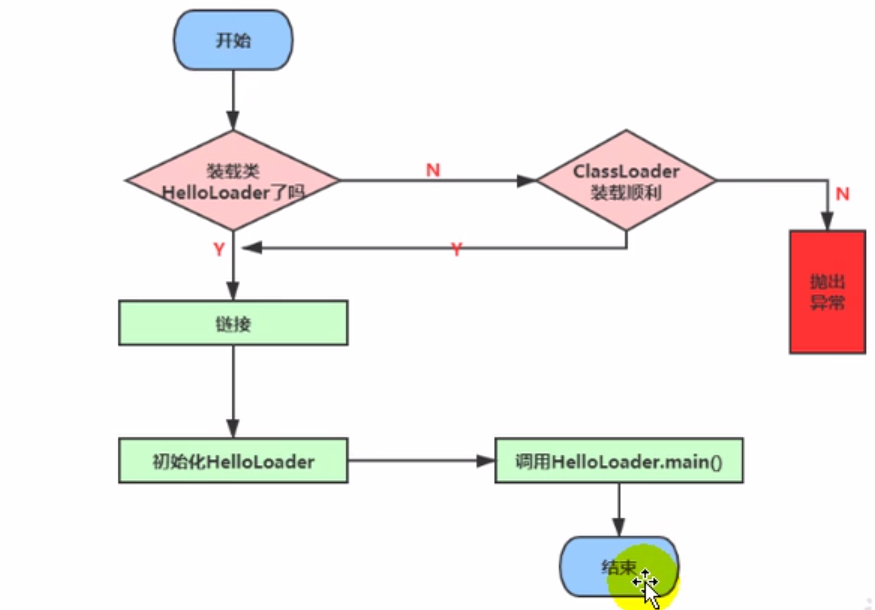 开始
装载类
HelloLoader了吗
N
ClassLoader
装载顺利
N
Y
Y
抛出
异常
链接
初始化HelloLoader
调用HelloLoader.main()
结束